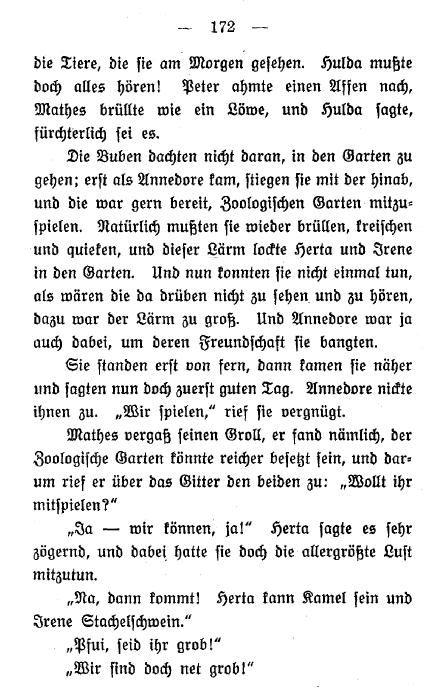 — 172 —
die Tiere, die sie am Morgen gesehen. Hulda mußte
doch alles hören! Peter ahmte einen Affen nach,
Mathes brüllte wie ein Löwe, und Hulda sagte,
fürchterlich sei es.
Die Buben dachten nicht daran, in den Garten zu
gehen; erst als Annedore kam, stiegen sie mit der hinab,
und die war gern bereit, Zoologischen Garten mitzu-
spielen. Natürlich mußten sie wieder brüllen, kreischen
und quieken, und dieser Lärm lockte Herta und Irene
in den Garten. Und nun konnten sie nicht einmal tun,
als wären die da drüben nicht zu sehen und zu hören,
dazu war der Lärm zu groß. Und Annedore war ja
auch dabei, um deren Freundschaft sie bangten.
Sie standen erst von fern, dann kamen sie näher
und sagten nun doch zuerst guten Tag. Annedore nickte
ihnen zu. „Wir spielen,“ rief sie vergnügt.
Mathes vergaß seinen Groll, er fand nämlich, der
Zoologische Garten könnte reicher besetzt sein, und dar-
um rief er über das Gitter den beiden zu: „Wollt ihr
mitspielen?“
„Ja — wir können, ja!“ Herta sagte es sehr
zögernd, und dabei hatte sie doch die allergrößte Lust
mitzutun.
„Na, dann kommt! Herta kann Kamel sein und
Irene Stachelschwein.“
„Pfui, seid ihr grob!“
„Wir sind doch net grob!“